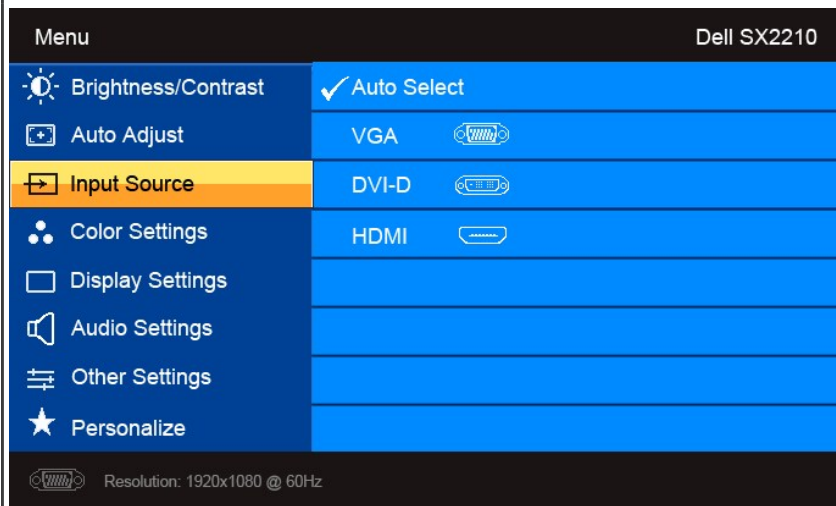 Menu Dell SX2210
Brightness/Contrast Auto Select
Auto Adjust VGA
Input Source DVI-D
Color Settings HDMI
Display Settings
Audio Settings
Other Settings
Personalize
Resolution: 1920x1080 @ 60Hz